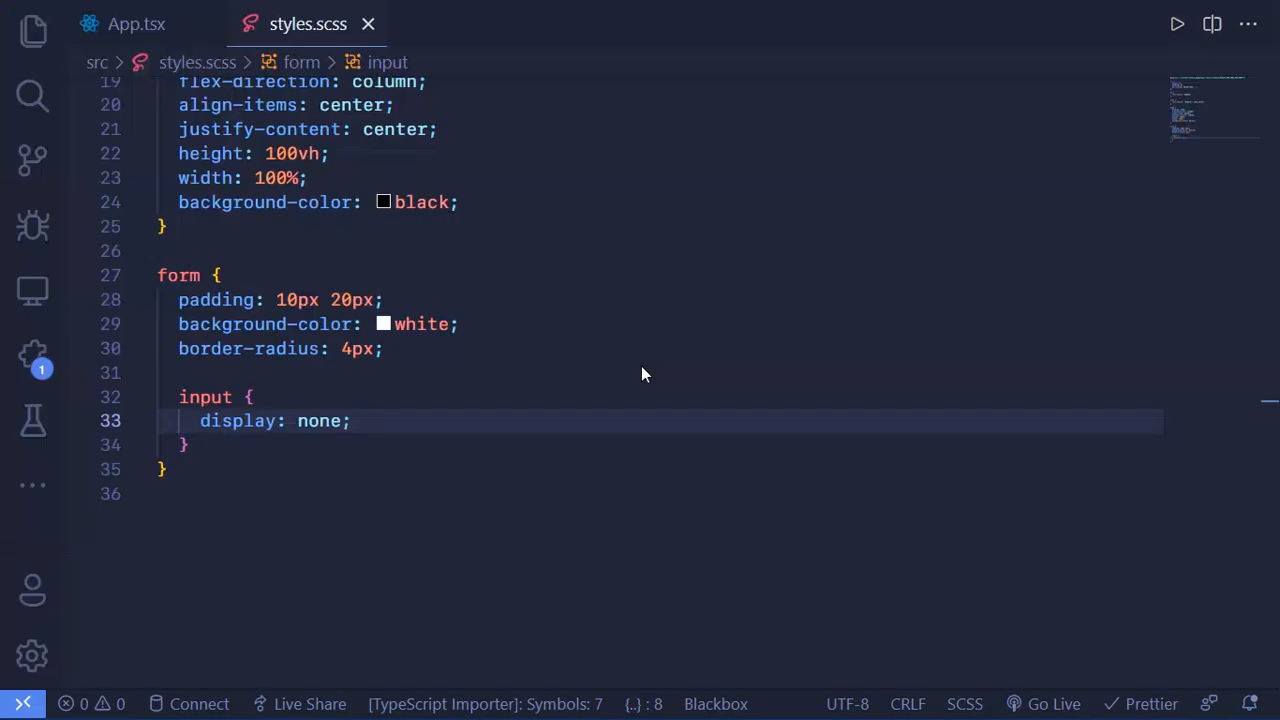 App.tsx
styles.scss
src > styles.scss > form > input
19 flex-direction: column;
20 align-items: center;
21 justify-content: center;
22 height: 100vh;
23 width: 100%;
24 background-color: black;
25 }
26
27 form {
28 padding: 10px 20px;
29 background-color: white;
30 border-radius: 4px;
31
32 input {
33 display: none;
34 }
35 }
36
1
0 0 Connect Live Share [TypeScript Importer]: Symbols: 7 {..} : 8 Blackbox UTF-8 CRLF SCSS Go Live Prettier